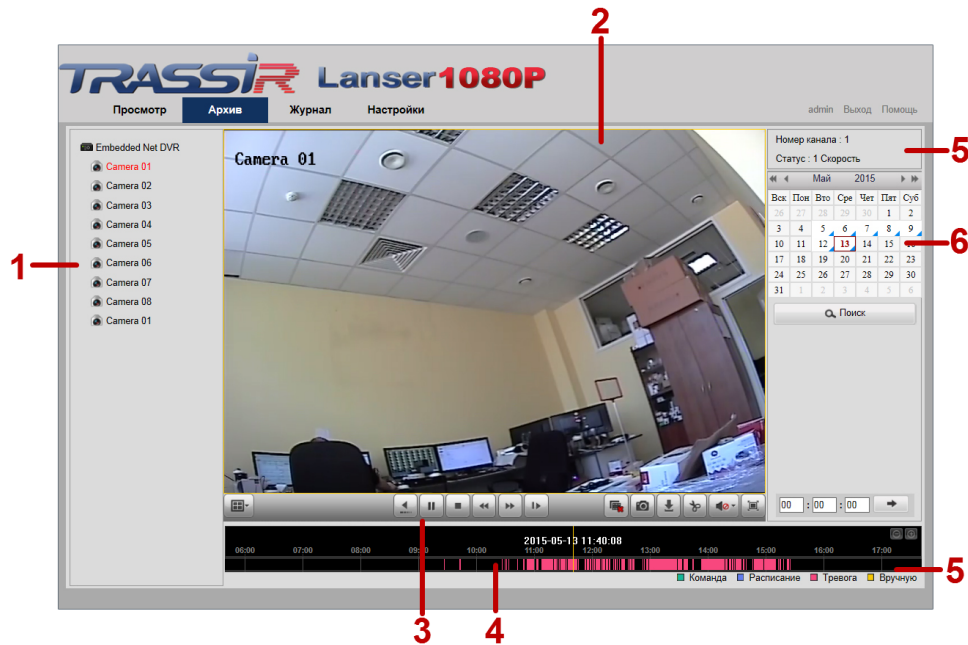 2
TRASSIR Lanser1080P
Просмотр Архив Журнал Настройки admin Выход Помощь
Embedded Net DVR
Camera 01
Camera 02
Camera 03
Camera 04
Camera 05
Camera 06
Camera 07
Camera 08
Camera 01
1
Camera 01
Номер канала : 1
Статус : 1 Скорость
5
Май 2015
Вск Пон Вто Сре Чет Пят Суб
26 27 28 29 30 1 2
3 4 5 6 7 8 9
10 11 12 13 14 15 16
6
17 18 19 20 21 22 23
24 25 26 27 28 29 30
31 1 2 3 4 5 6
Поиск
00 : 00 : 00
2015-05-13 11:40:08
06:00 07:00 08:00 09:00 10:00 11:00 12:00 13:00 14:00 15:00 16:00 17:00
Команда Расписание Тревога Вручную
5
3 4